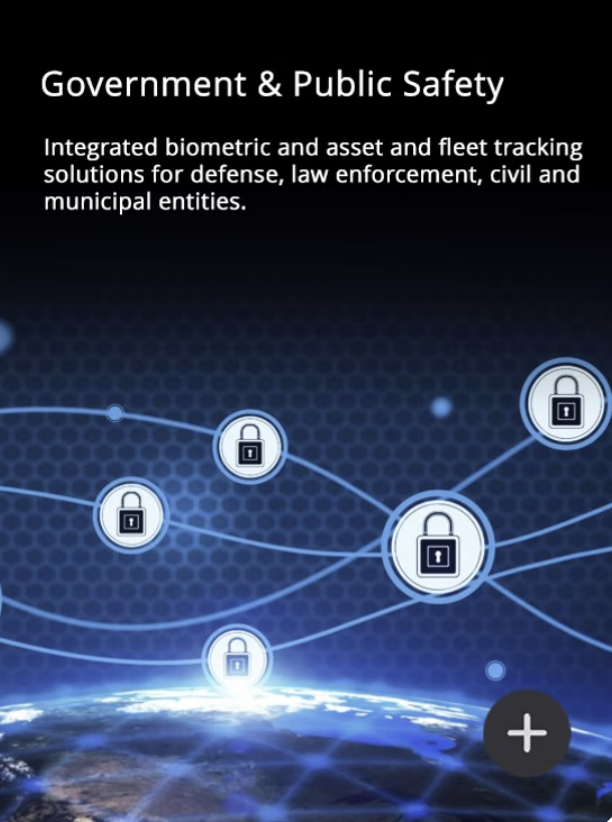 Government & Public Safety
Integrated biometric and asset and fleet tracking
solutions for defense, law enforcement, civil and
municipal entities.